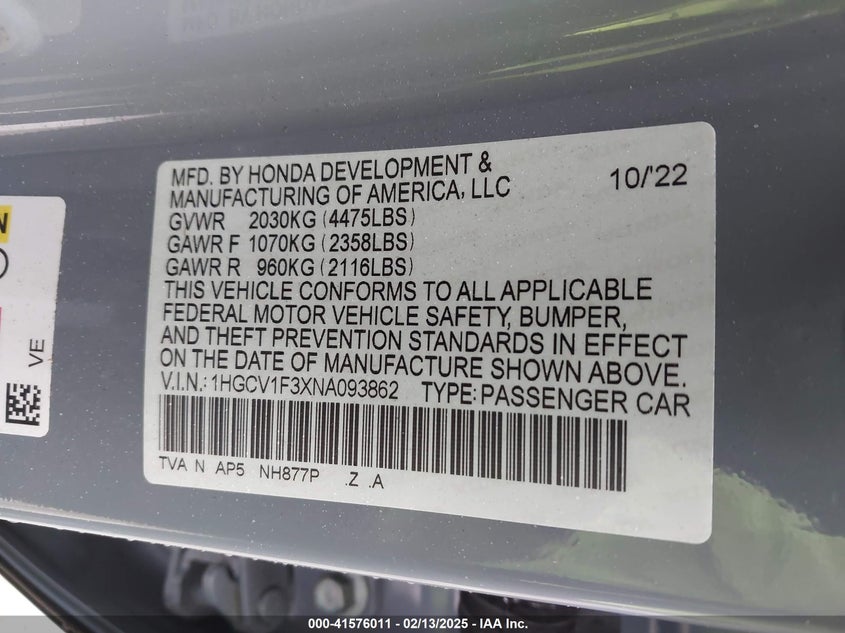 MFD. BY HONDA DEVELOPMENT &
MANUFACTURING OF AMERICA, LLC 10/'22
GVWR 2030KG (4475LBS)
GAWR F 1070KG (2358LBS)
GAWR R 960KG (2116LBS)
THIS VEHICLE CONFORMS TO ALL APPLICABLE
FEDERAL MOTOR VEHICLE SAFETY, BUMPER,
AND THEFT PREVENTION STANDARDS IN EFFECT
ON THE DATE OF MANUFACTURE SHOWN ABOVE.
V.I.N.: 1HGCV1F3XNA093862 TYPE: PASSENGER CAR
TVA N AP5 NH877P .Z .A
N
VE
000-41576011 - 02/13/2025 - IAA Inc.